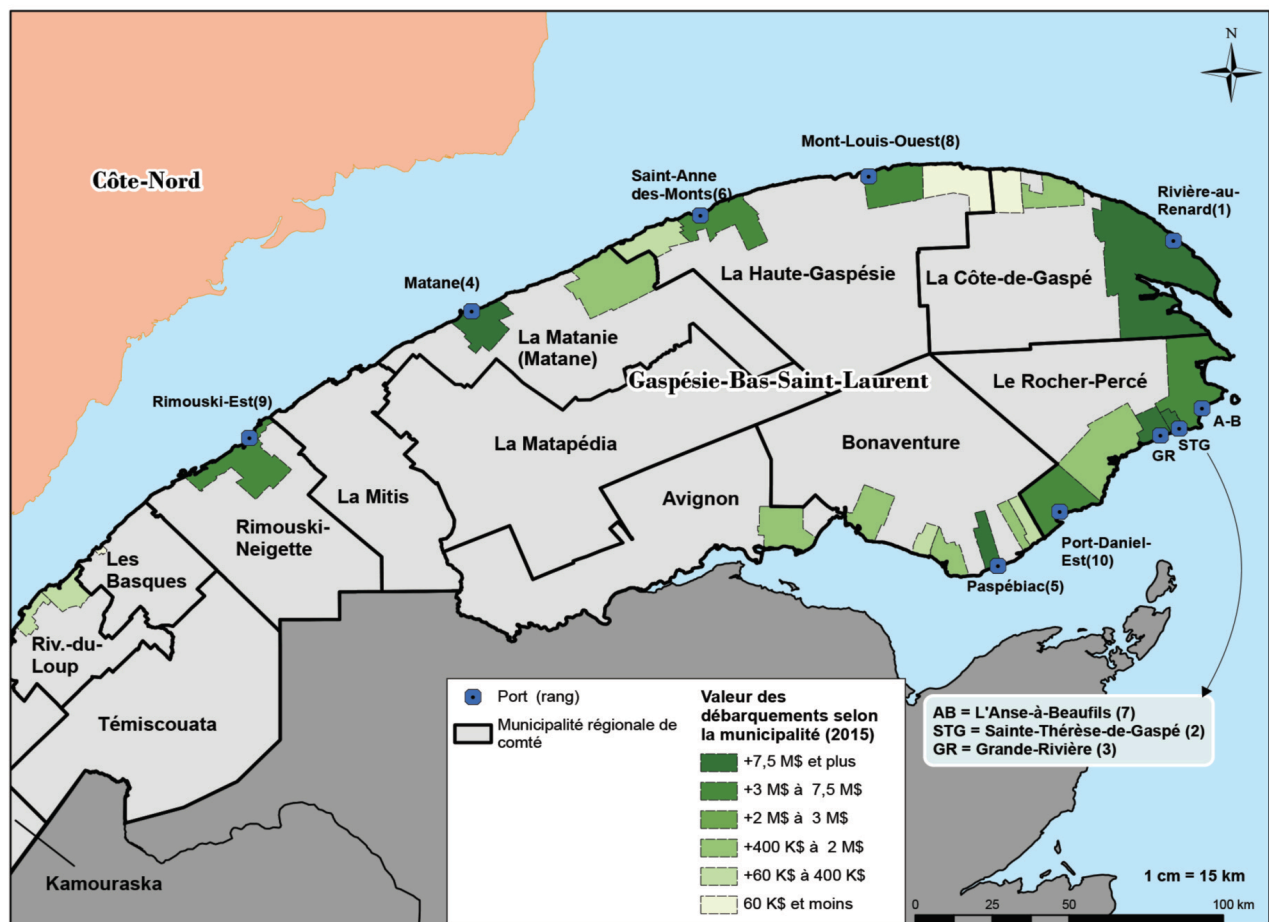 N
Côte-Nord
Mont-Louis-Ouest(8)
Saint-Anne
des-Monts(6)
Rivière-au-
Renard(1)
La Haute-Gaspésie
La Côte-de-Gaspé
Matane(4)
La Matanie
(Matane)
Gaspésie-Bas-Saint-Laurent
Le Rocher-Percé
Rimouski-Est(9)
A-B
STG
GR
La Matapédia
Bonaventure
La Mitis
Avignon
Rimouski-
Neigette
Les
Basques
Port-Daniel-
Est(10)
Paspébiac(5)
Riv.-du-
Loup
Témiscouata
Kamouraska
Port (rang)
Municipalité régionale de
comté
Valeur des
débarquements selon
la municipalité (2015)
+7,5 M$ et plus
+3 M$ à 7,5 M$
+2 M$ à 3 M$
+400 K$ à 2 M$
+60 K$ à 400 K$
60 K$ et moins
AB = L'Anse-à-Beaufils (7)
STG = Sainte-Thérèse-de-Gaspé (2)
GR = Grande-Rivière (3)
1 cm = 15 km
0 25 50 100 km